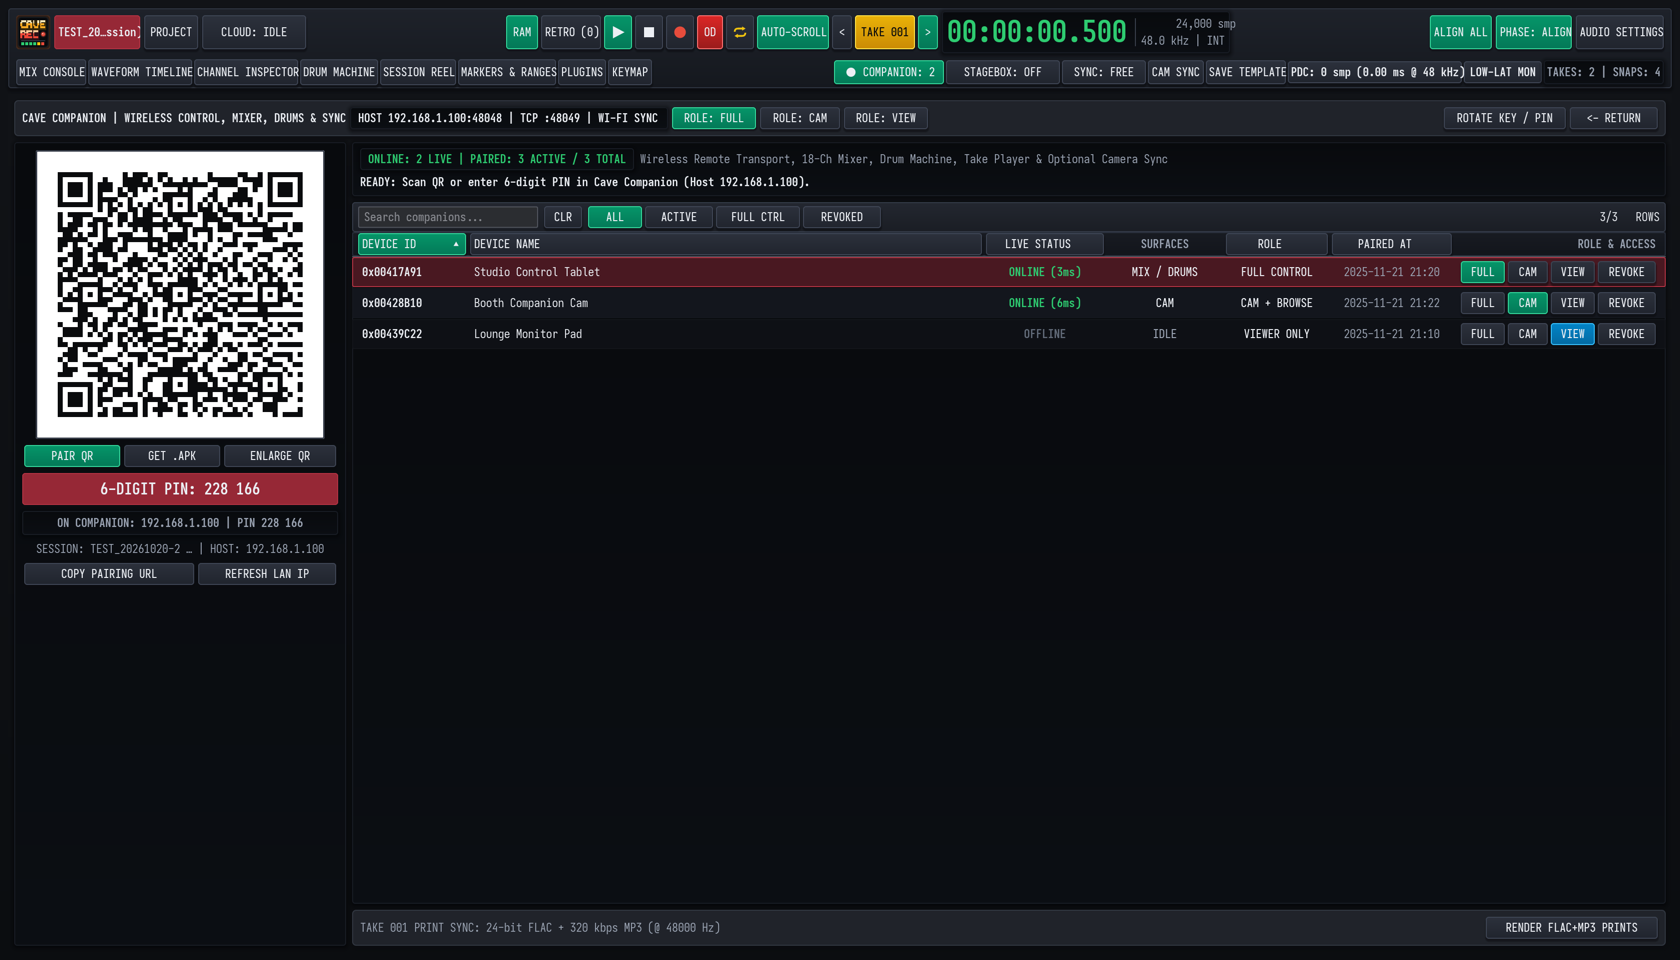 CAVE REC
TEST_20…ssion] PROJECT CLOUD: IDLE RAM RETRO (0) OD AUTO-SCROLL < TAKE 001 > 00:00:00.500 24,000 smp 48.0 kHz | INT ALIGN ALL PHASE: ALIGN AUDIO SETTINGS
MIX CONSOLE WAVEFORM TIMELINE CHANNEL INSPECTOR DRUM MACHINE SESSION REEL MARKERS & RANGES PLUGINS KEYMAP COMPANION: 2 STAGEBOX: OFF SYNC: FREE CAM SYNC SAVE TEMPLATE PDC: 0 smp (0.00 ms @ 48 kHz) LOW-LAT MON TAKES: 2 | SNAPS: 4
CAVE COMPANION | WIRELESS CONTROL, MIXER, DRUMS & SYNC HOST 192.168.1.100:48048 | TCP :48049 | WI-FI SYNC ROLE: FULL ROLE: CAM ROLE: VIEW ROTATE KEY / PIN <- RETURN
ONLINE: 2 LIVE | PAIRED: 3 ACTIVE / 3 TOTAL Wireless Remote Transport, 18-Ch Mixer, Drum Machine, Take Player & Optional Camera Sync
READY: Scan QR or enter 6-digit PIN in Cave Companion (Host 192.168.1.100).
Search companions... CLR ALL ACTIVE FULL CTRL REVOKED 3/3 ROWS
DEVICE ID ▲ DEVICE NAME LIVE STATUS SURFACES ROLE PAIRED AT ROLE & ACCESS
0x00417A91 Studio Control Tablet ONLINE (3ms) MIX / DRUMS FULL CONTROL 2025-11-21 21:20 FULL CAM VIEW REVOKE
0x00428B10 Booth Companion Cam ONLINE (6ms) CAM CAM + BROWSE 2025-11-21 21:22 FULL CAM VIEW REVOKE
0x00439C22 Lounge Monitor Pad OFFLINE IDLE VIEWER ONLY 2025-11-21 21:10 FULL CAM VIEW REVOKE
PAIR QR GET .APK ENLARGE QR
6-DIGIT PIN: 228 166
ON COMPANION: 192.168.1.100 | PIN 228 166
SESSION: TEST_20261020-2 … | HOST: 192.168.1.100
COPY PAIRING URL REFRESH LAN IP
TAKE 001 PRINT SYNC: 24-bit FLAC + 320 kbps MP3 (@ 48000 Hz) RENDER FLAC+MP3 PRINTS